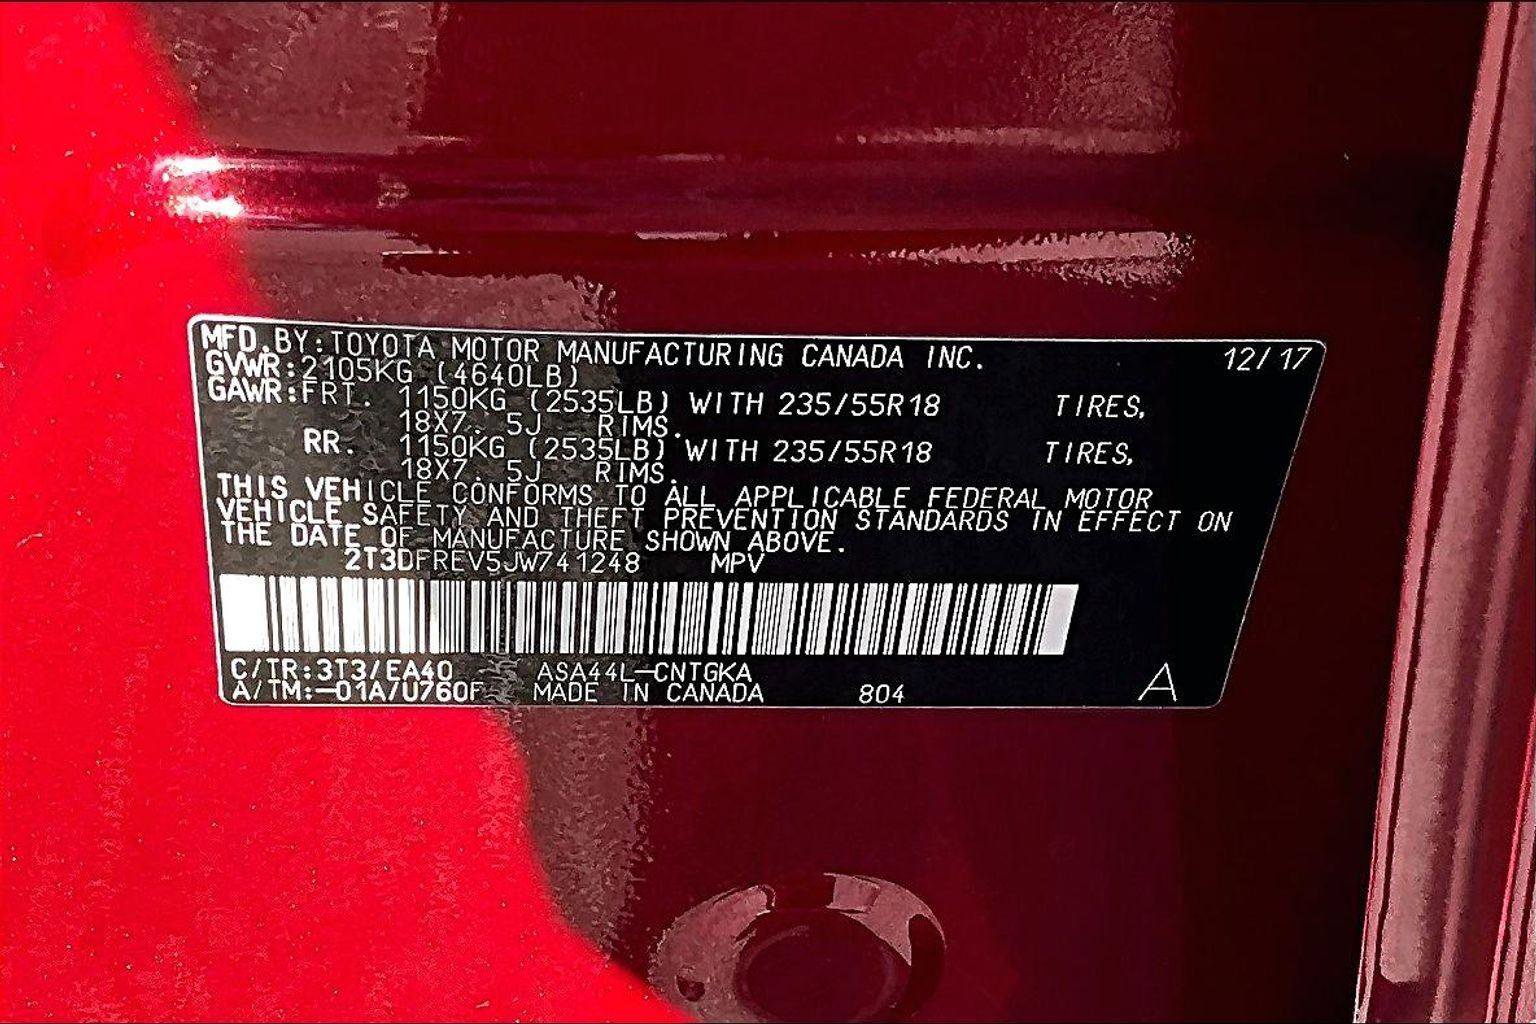 MFD.BY:TOYOTA MOTOR MANUFACTURING CANADA INC. 12/17
GVWR:2105KG (4640LB)
GAWR:FRT. 1150KG (2535LB) WITH 235/55R18 TIRES,
18X7. 5J RIMS.
RR. 1150KG (2535LB) WITH 235/55R18 TIRES,
18X7. 5J RIMS.
THIS VEHICLE CONFORMS TO ALL APPLICABLE FEDERAL MOTOR
VEHICLE SAFETY AND THEFT PREVENTION STANDARDS IN EFFECT ON
THE DATE OF MANUFACTURE SHOWN ABOVE.
2T3DFREV5JW741248 MPV
C/TR:3T3/EA40 ASA44L-CNTGKA
A/TM:-01A/U760F MADE IN CANADA 804 A